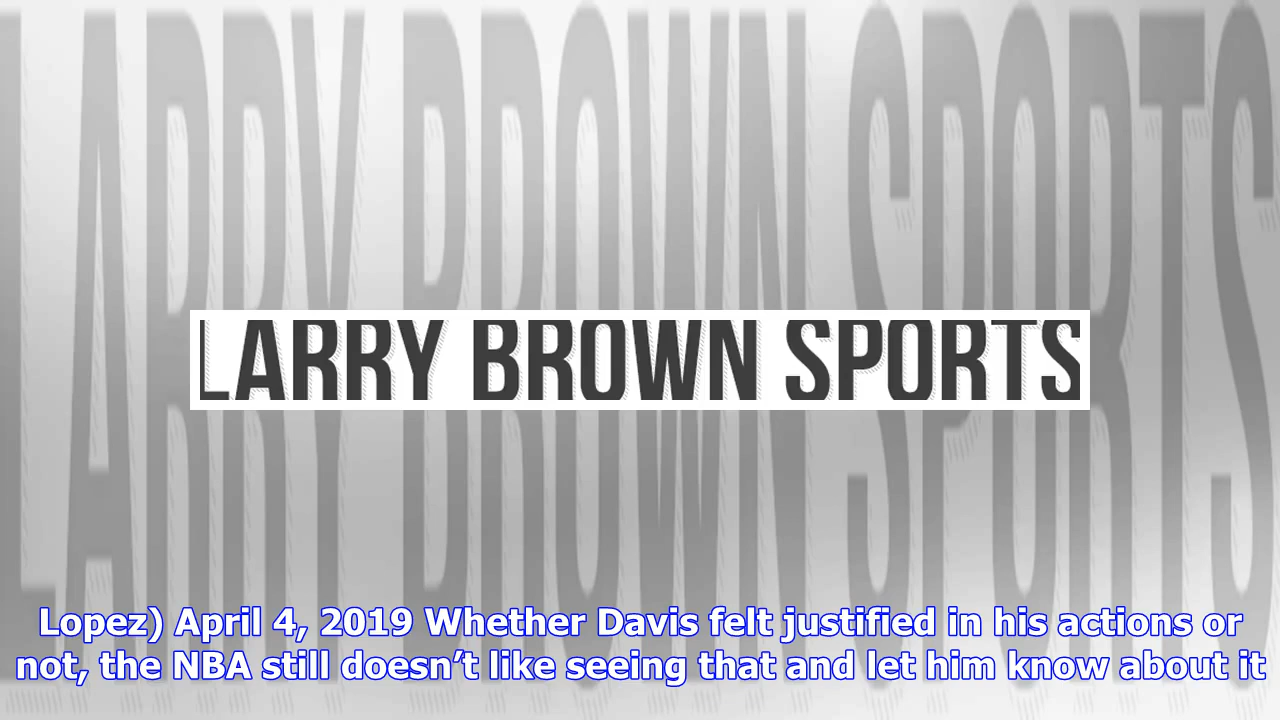 LARRY BROWN SPORTS
LARRY BROWN SPORTS
Lopez) April 4, 2019 Whether Davis felt justified in his actions or
not, the NBA still doesn’t like seeing that and let him know about it